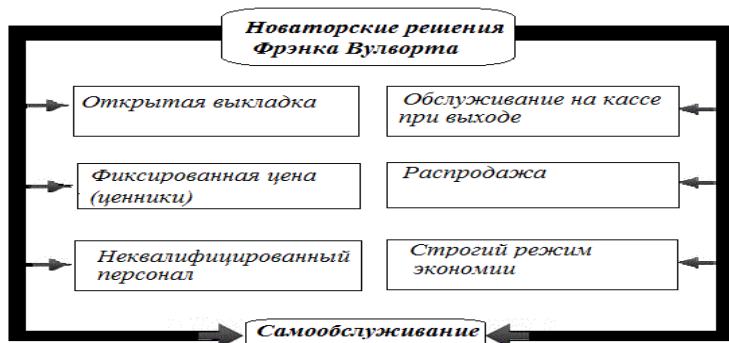 Новаторские решения
Фрэнка Вулворта
Открытая выкладка
Обслуживание на кассе
при выходе
Фиксированная цена
(ценники)
Распродажа
Неквалифицированный
персонал
Строгий режим
экономии
Самообслуживание